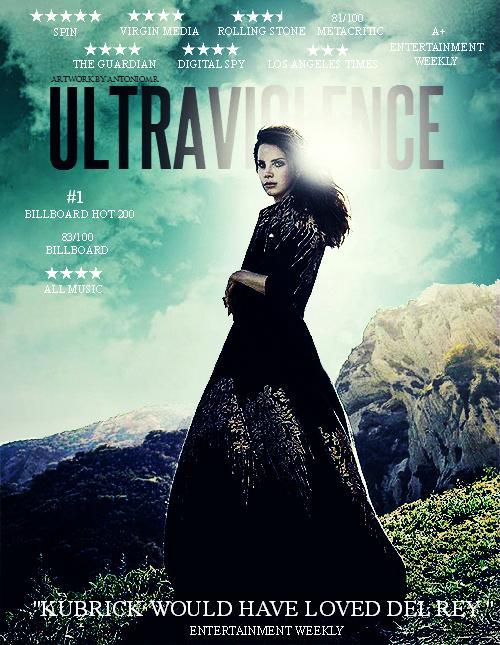 ★★★★★ ★★★★ ★★★½ 81/100 A+
SPIN VIRGIN MEDIA ROLLING STONE METACRITIC ENTERTAINMENT WEEKLY
★★★★ ★★★★ ★★★
THE GUARDIAN DIGITAL SPY LOS ANGELES TIMES
ARTWORK BY ANTONIOMR
ULTRAVIOLENCE
#1
BILLBOARD HOT 200
83/100
BILLBOARD
★★★★
ALL MUSIC
"KUBRICK WOULD HAVE LOVED DEL REY"
ENTERTAINMENT WEEKLY